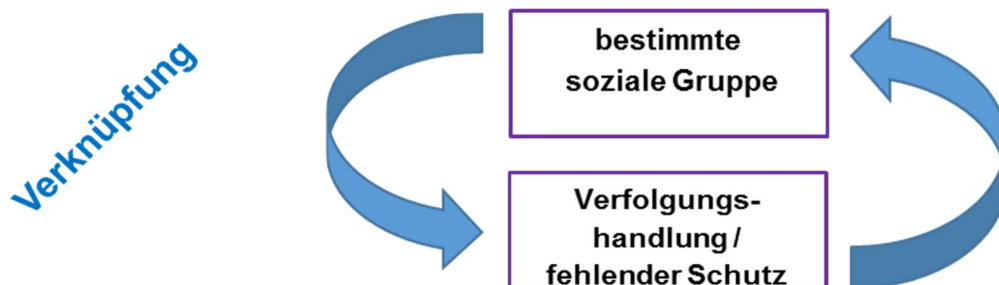 Verknüpfung
bestimmte
soziale Gruppe
Verfolgungs-
handlung /
fehlender Schutz